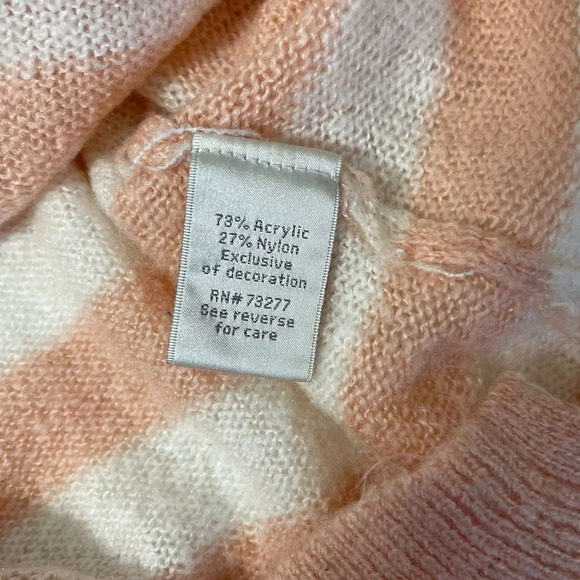 73% Acrylic
27% Nylon
Exclusive
of decoration
RN# 73277
See reverse
for care